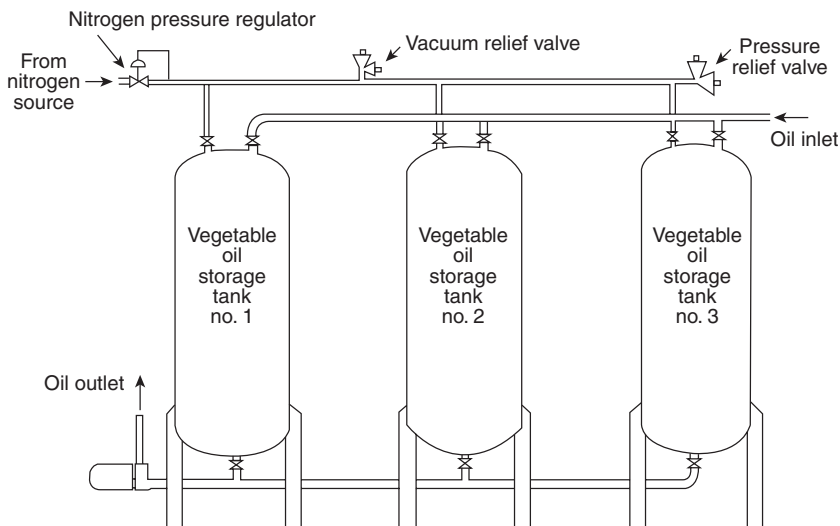 Nitrogen pressure regulator
From
nitrogen
source
Vacuum relief valve
Pressure
relief valve
Oil inlet
Vegetable
oil
storage
tank
no. 1
Vegetable
oil
storage
tank
no. 2
Vegetable
oil
storage
tank
no. 3
Oil outlet